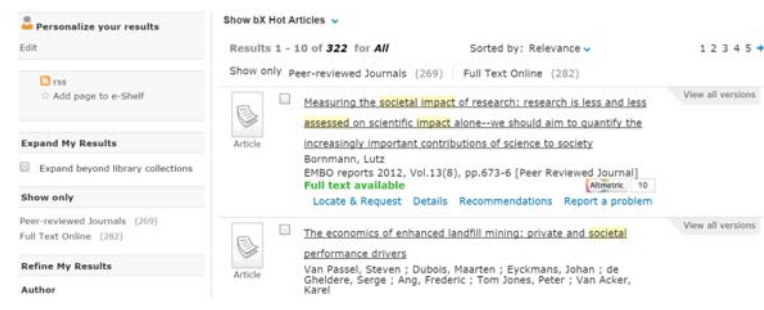 Personalize your results
Edit
rss
Add page to e-Shelf
Expand My Results
Expand beyond library collections
Show only
Peer-reviewed Journals (269)
Full Text Online (282)
Refine My Results
Author
Show bX Hot Articles
Results 1 - 10 of 322 for All
Sorted by: Relevance
1 2 3 4 5
Show only Peer-reviewed Journals (269) Full Text Online (282)
View all versions
Article
Measuring the societal impact of research: research is less and less
assessed on scientific impact alone--we should aim to quantify the
increasingly important contributions of science to society
Bornmann, Lutz
EMBO reports 2012, Vol.13(8), pp.673-6 [Peer Reviewed Journal]
Full text available
Altmetric 10
Locate & Request Details Recommendations Report a problem
View all versions
Article
The economics of enhanced landfill mining: private and societal
performance drivers
Van Passel, Steven ; Dubois, Maarten ; Eyckmans, Johan ; de
Gheldere, Serge ; Ang, Frederic ; Tom Jones, Peter ; Van Acker,
Karel